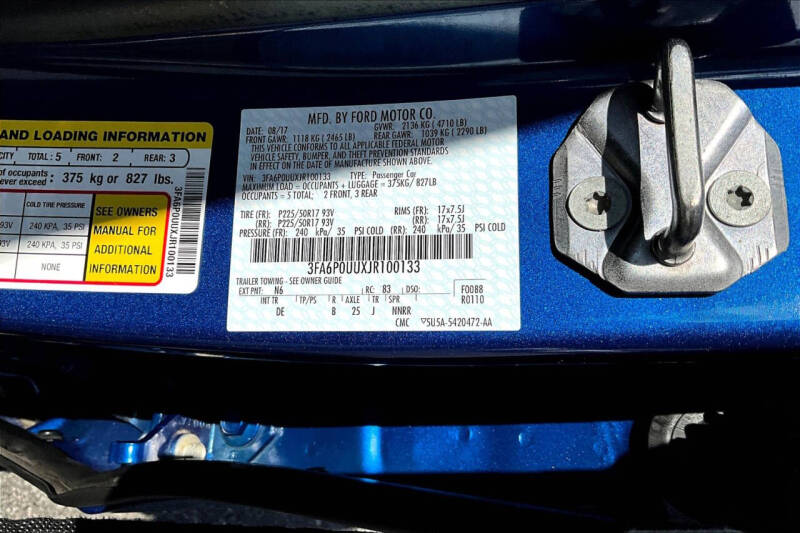 AND LOADING INFORMATION
CITY TOTAL: 5 FRONT: 2 REAR: 3
of occupants:
never exceed: 375 kg or 827 lbs.
COLD TIRE PRESSURE
93V 240 KPA, 35 PSI
93V 240 KPA, 35 PSI
NONE
SEE OWNERS
MANUAL FOR
ADDITIONAL
INFORMATION
3FA6P0UUXJR100133
MFD. BY FORD MOTOR CO.
DATE: 08/17 GVWR: 2136 KG ( 4710 LB)
FRONT GAWR: 1118 KG ( 2465 LB) REAR GAWR: 1039 KG ( 2290 LB)
THIS VEHICLE CONFORMS TO ALL APPLICABLE FEDERAL MOTOR
VEHICLE SAFETY, BUMPER, AND THEFT PREVENTION STANDARDS
IN EFFECT ON THE DATE OF MANUFACTURE SHOWN ABOVE.
VIN: 3FA6P0UUXJR100133 TYPE: Passenger Car
MAXIMUM LOAD = OCCUPANTS + LUGGAGE = 375KG/827LB
OCCUPANTS = 5 TOTAL; 2 FRONT, 3 REAR
TIRE (FR): P225/50R17 93V RIMS (FR): 17x7.5J
(RR): P225/50R17 93V (RR): 17x7.5J
PRESSURE (FR): 240 kPa/ 35 PSI COLD (RR): 240 kPa/ 35 PSI COLD
3FA6P0UUXJR100133
TRAILER TOWING - SEE OWNER GUIDE
EXT PNT: N6 RC: 83 DSO: F0088
INT TR TP/PS R AXLE TR SPR R0110
DE B 25 J NNRR
CMC ▽5U5A-5420472-AA